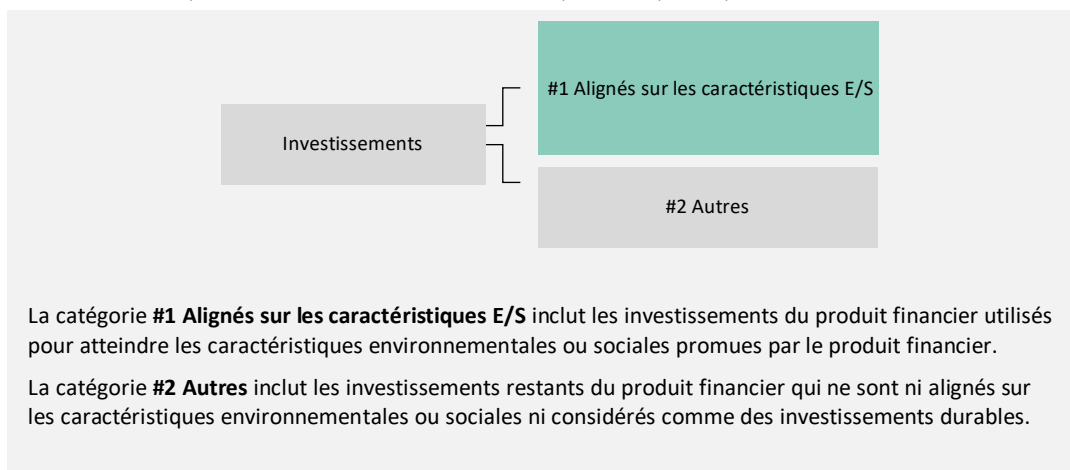 #1 Alignés sur les caractéristiques E/S
Investissements
#2 Autres
La catégorie #1 Alignés sur les caractéristiques E/S inclut les investissements du produit financier utilisés
pour atteindre les caractéristiques environnementales ou sociales promues par le produit financier.
La catégorie #2 Autres inclut les investissements restants du produit financier qui ne sont ni alignés sur
les caractéristiques environnementales ou sociales ni considérés comme des investissements durables.